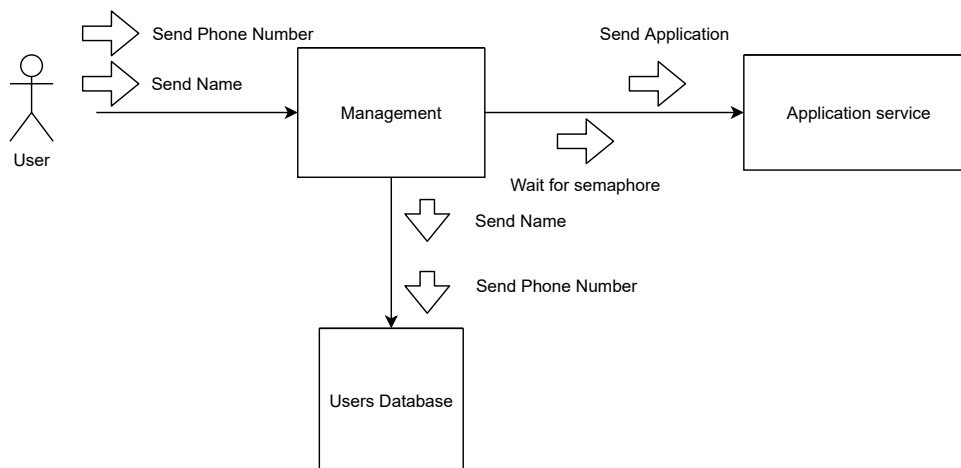 Send Phone Number
Send Name
User
Management
Send Application
Wait for semaphore
Application service
Send Name
Send Phone Number
Users Database